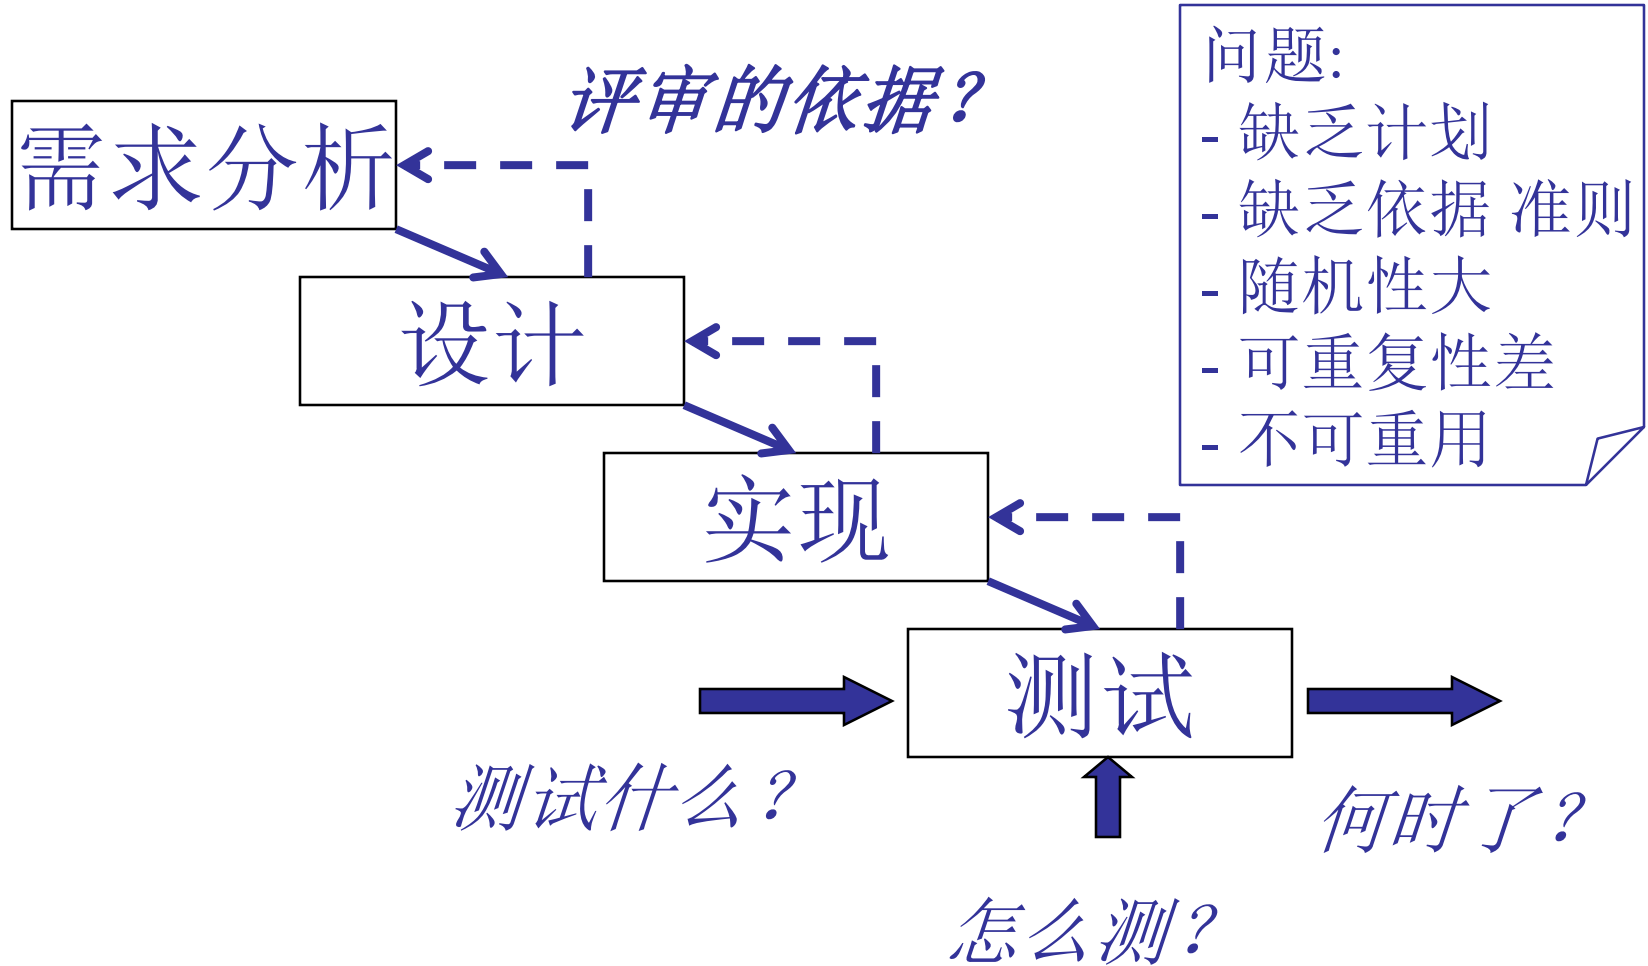 评审的依据？
问题:
- 缺乏计划
- 缺乏依据 准则
- 随机性大
- 可重复性差
- 不可重用
需求分析
设计
实现
测试
测试什么？
何时了？
怎么测？